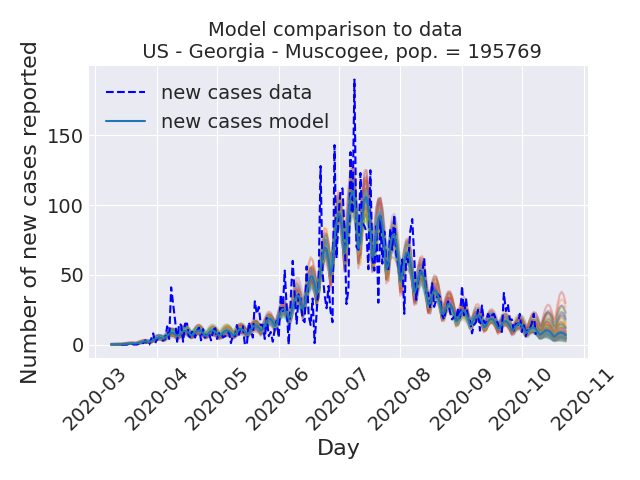 Model comparison to data
US - Georgia - Muscogee, pop. = 195769
Number of new cases reported
new cases data
new cases model
150
100
50
0
2020-03
2020-04
2020-05
2020-06
2020-07
2020-08
2020-09
2020-10
2020-11
Day